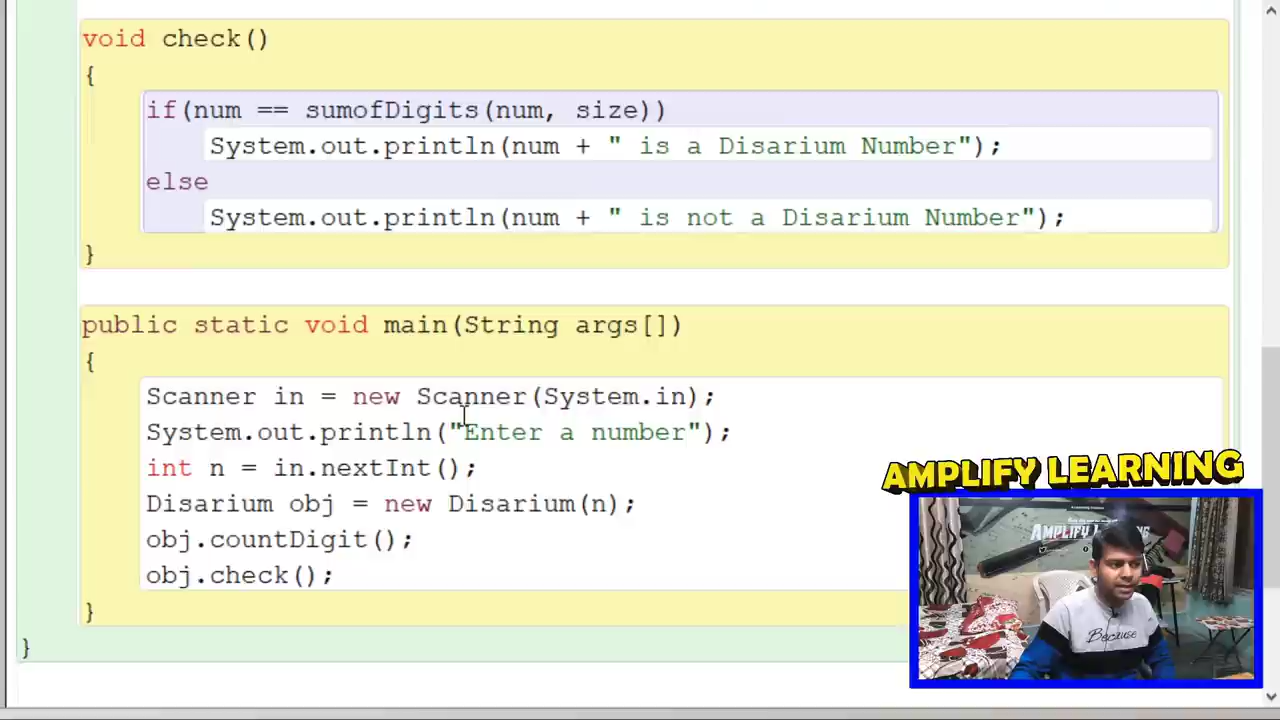 void check()
{
if(num == sumofDigits(num, size))
System.out.println(num + " is a Disarium Number");
else
System.out.println(num + " is not a Disarium Number");
}
public static void main(String args[])
{
Scanner in = new Scanner(System.in);
System.out.println("Enter a number");
int n = in.nextInt();
Disarium obj = new Disarium(n);
obj.countDigit();
obj.check();
}
}
AMPLIFY LEARNING
AMPLIFY
Because